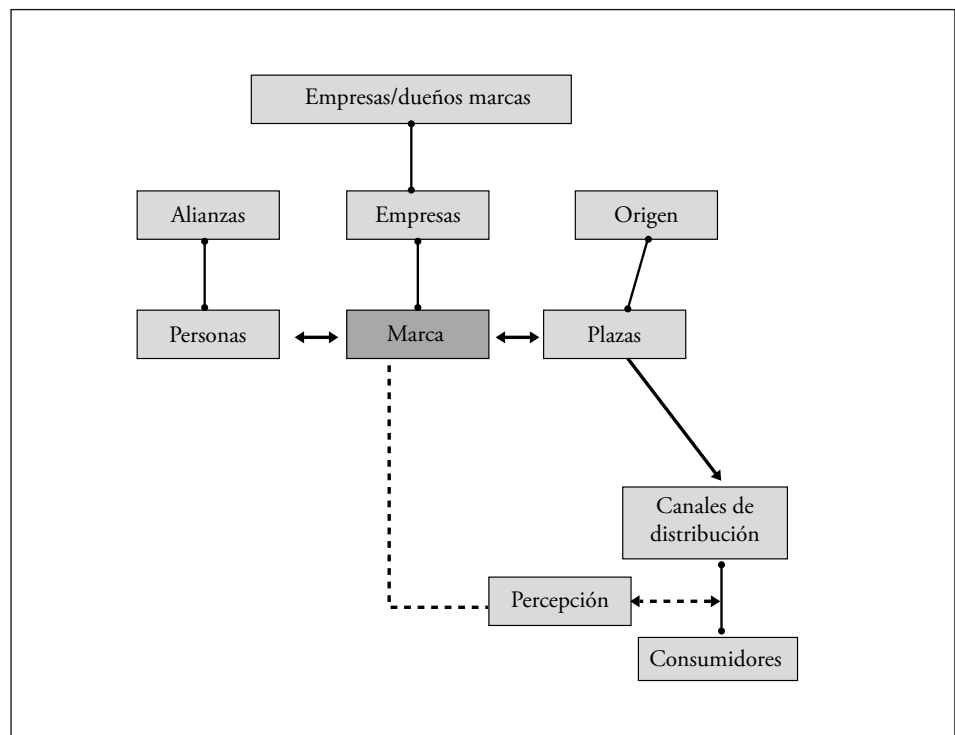 Empresas/dueños marcas
Alianzas
Empresas
Origen
Personas
Marca
Plazas
Canales de
distribución
Percepción
Consumidores